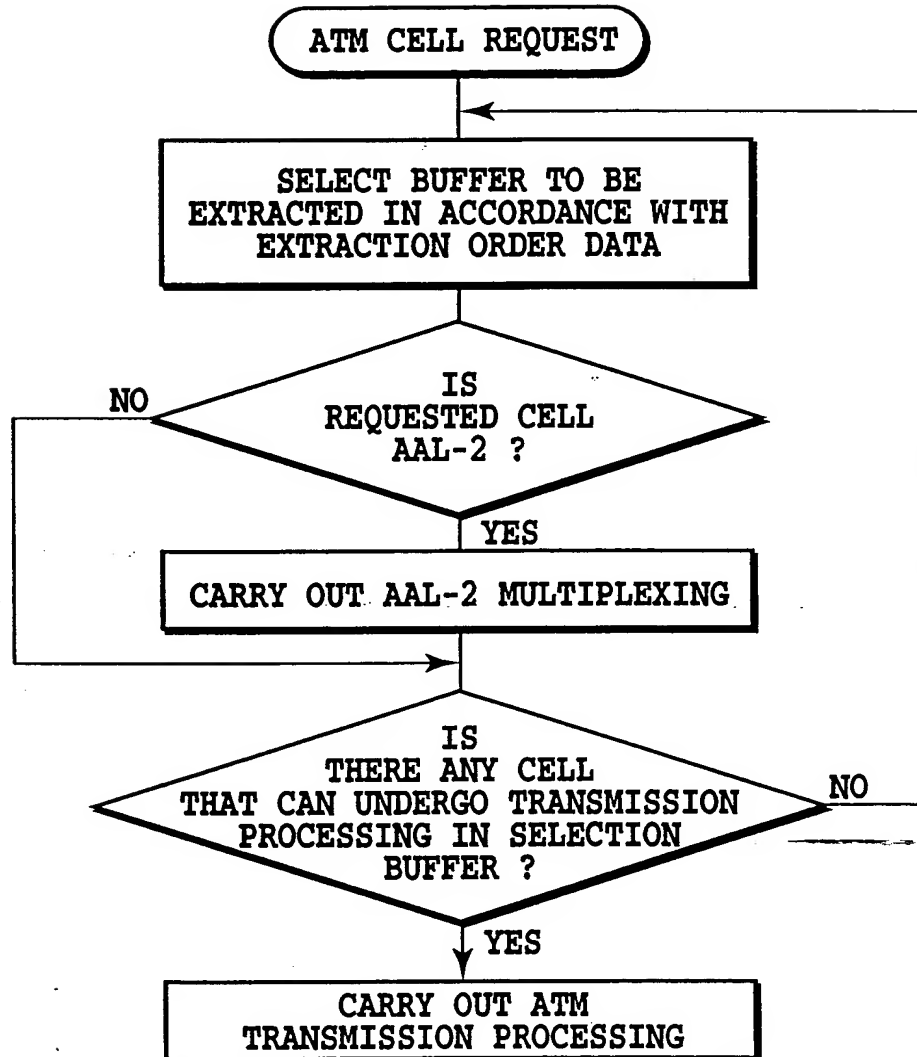 ATM CELL REQUEST
SELECT BUFFER TO BE
EXTRACTED IN ACCORDANCE WITH
EXTRACTION ORDER DATA
IS
REQUESTED CELL
AAL-2 ?
NO
YES
CARRY OUT AAL-2 MULTIPLEXING
IS
THERE ANY CELL
THAT CAN UNDERGO TRANSMISSION
PROCESSING IN SELECTION
BUFFER ?
NO
YES
CARRY OUT ATM
TRANSMISSION PROCESSING